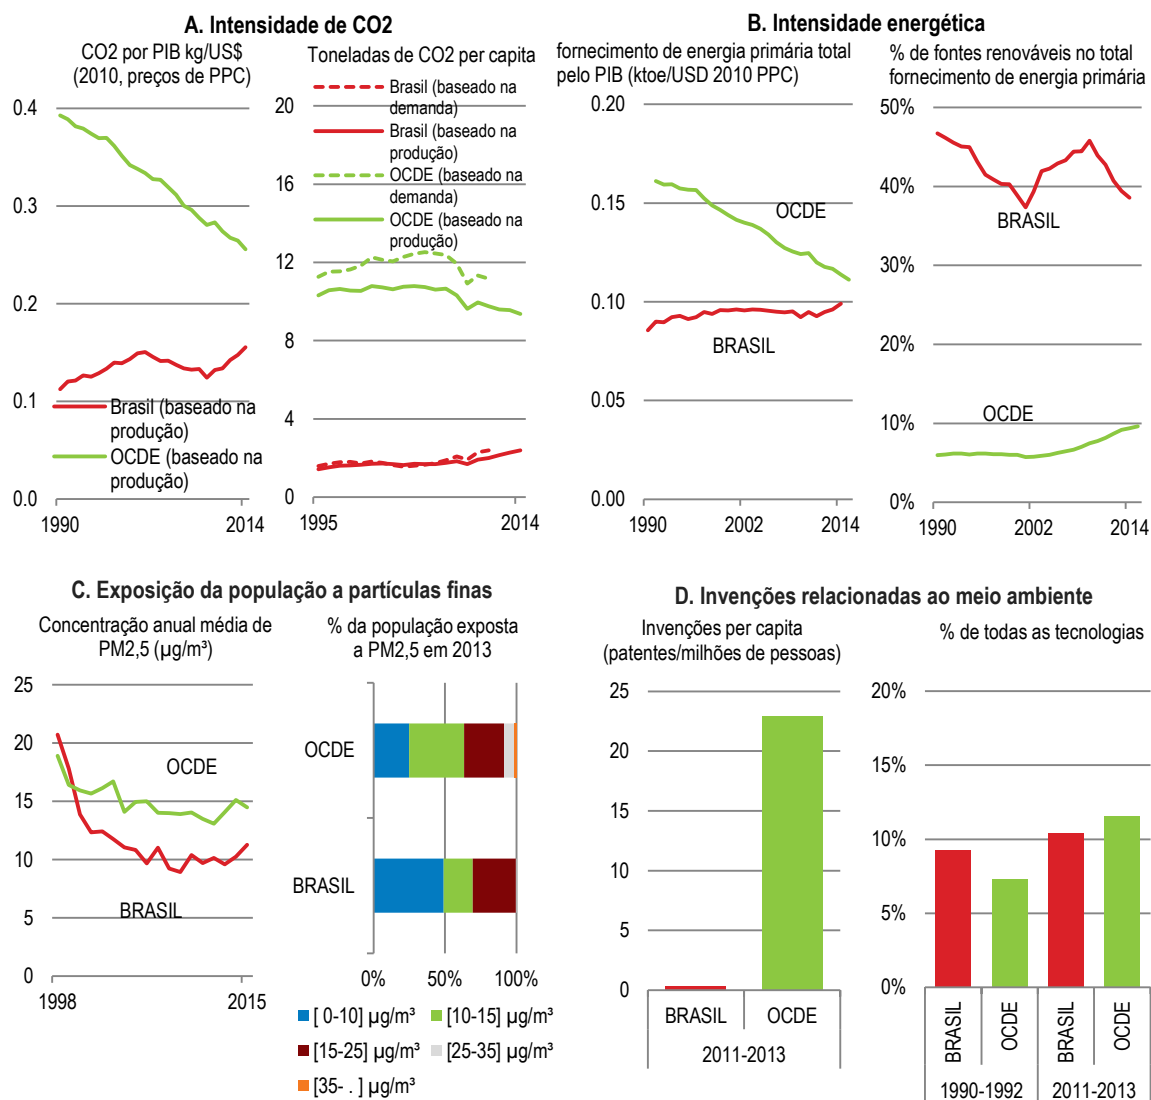 A. Intensidade de CO2
CO2 por PIB kg/US$
(2010, preços de PPC)
0.4
0.3
0.2
0.1
0.0
Brasil (baseado na
produção)
OCDE (baseado na
produção)
1990
2014
Toneladas de CO2 per capita
20
16
12
8
4
0
Brasil (baseado na
demanda)
Brasil (baseado na
produção)
OCDE (baseado na
demanda)
OCDE (baseado na
produção)
1995
2014
B. Intensidade energética
fornecimento de energia primária total
pelo PIB (ktoe/USD 2010 PPC)
0.20
0.15
0.10
0.05
0.00
OCDE
BRASIL
1990
2002
2014
% de fontes renováveis no total
fornecimento de energia primária
50%
40%
30%
20%
10%
0%
BRASIL
OCDE
1990
2002
2014
C. Exposição da população a partículas finas
Concentração anual média de
PM2,5 (µg/m³)
25
20
15
10
5
0
OCDE
BRASIL
1998
2015
% da população exposta
a PM2,5 em 2013
OCDE
BRASIL
0%
50%
100%
[ 0-10] µg/m³
[10-15] µg/m³
[15-25] µg/m³
[25-35] µg/m³
[35- . ] µg/m³
D. Invenções relacionadas ao meio ambiente
Invenções per capita
(patentes/milhões de pessoas)
25
20
15
10
5
0
BRASIL
OCDE
2011-2013
% de todas as tecnologias
20%
15%
10%
5%
0%
BRASIL
OCDE
BRASIL
OCDE
1990-1992
2011-2013